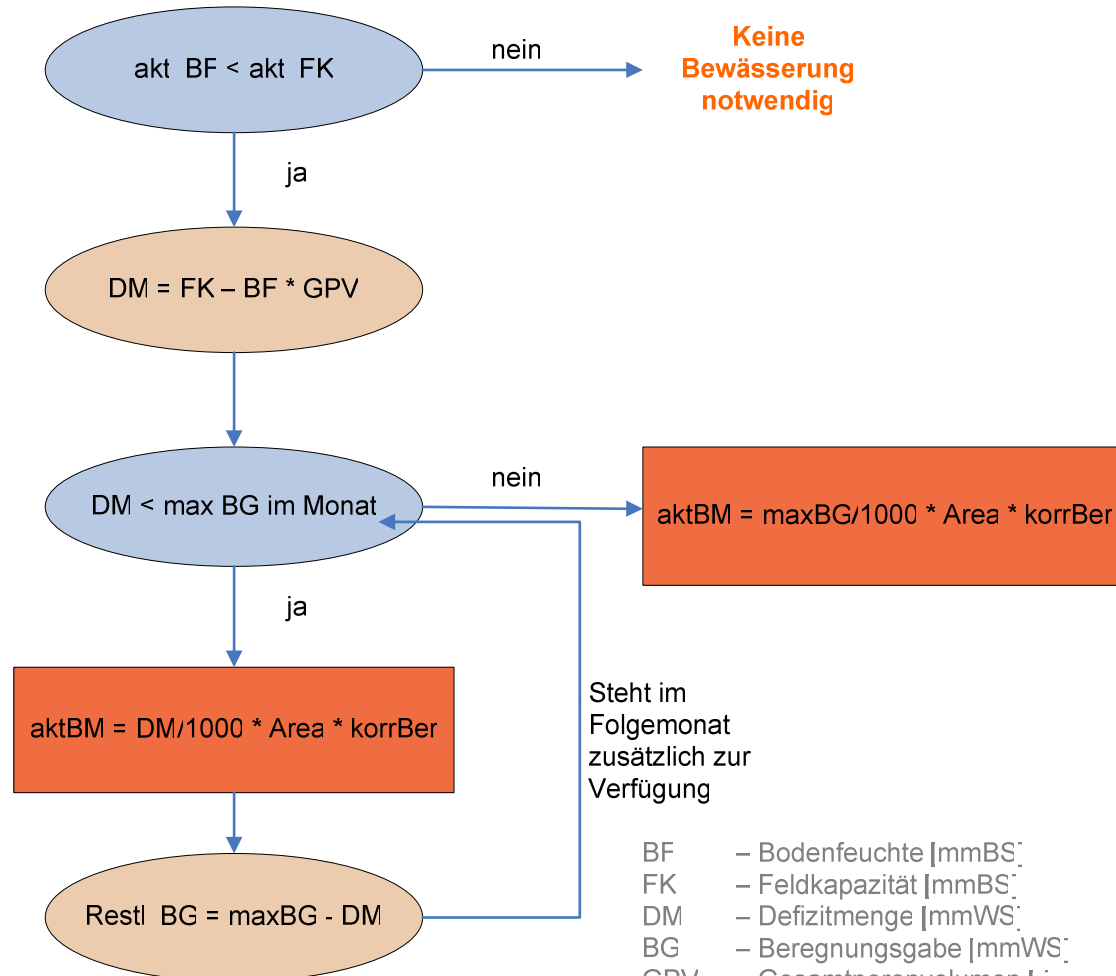 akt BF < akt FK
nein
Keine
Bewässerung
notwendig
ja
DM = FK – BF * GPV
DM < max BG im Monat
nein
aktBM = maxBG/1000 * Area * korrBer
ja
aktBM = DM/1000 * Area * korrBer
Steht im
Folgemonat
zusätzlich zur
Verfügung
Restl BG = maxBG - DM
BF – Bodenfeuchte [mmBS]
FK – Feldkapazität [mmBS]
DM – Defizitmenge [mmWS]
BG – Beregnungsgabe [mmWS]
GPV – Gesamtporenvolumen